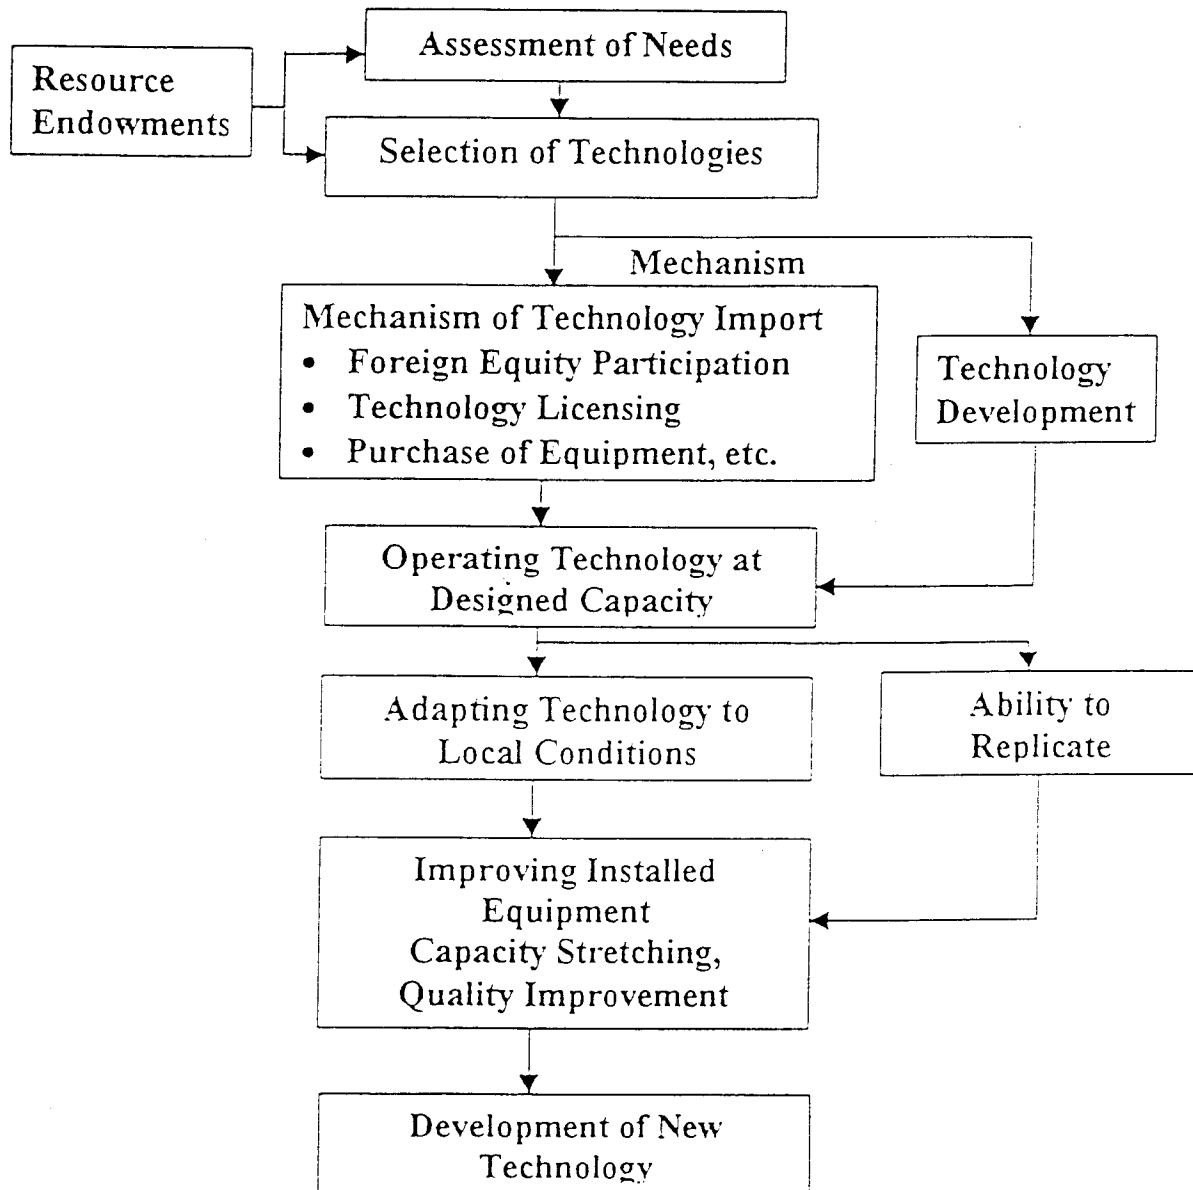 Assessment of Needs
Resource
Endowments
Selection of Technologies
Mechanism
Mechanism of Technology Import
• Foreign Equity Participation
• Technology Licensing
• Purchase of Equipment, etc.
Technology
Development
Operating Technology at
Designed Capacity
Adapting Technology to
Local Conditions
Ability to
Replicate
Improving Installed
Equipment
Capacity Stretching,
Quality Improvement
Development of New
Technology